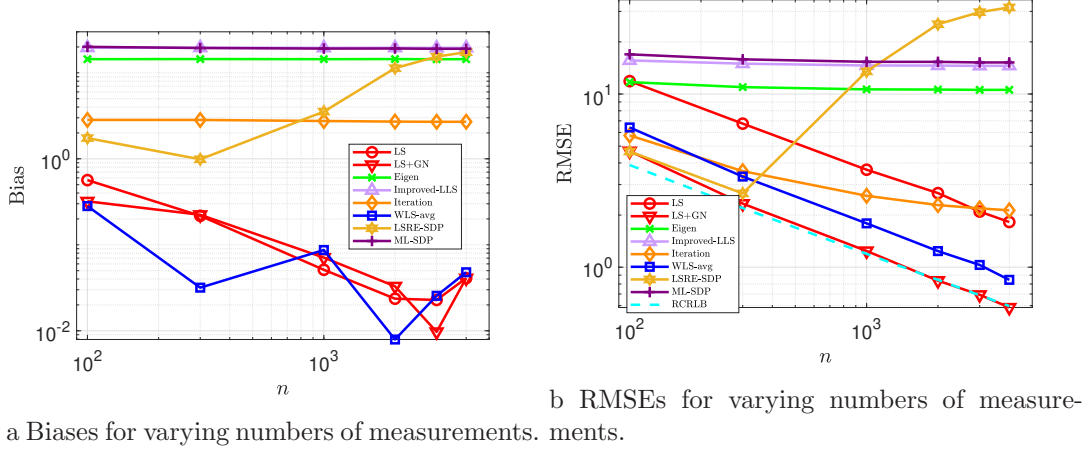 10^0
10^-2
10^2
10^3
Bias
n
LS
LS+GN
Eigen
Improved-LLS
Iteration
WLS-avg
LSRE-SDP
ML-SDP
a Biases for varying numbers of measurements.
10^1
10^0
10^2
10^3
RMSE
n
LS
LS+GN
Eigen
Improved-LLS
Iteration
WLS-avg
LSRE-SDP
ML-SDP
RCRLB
b RMSEs for varying numbers of measure-
ments.